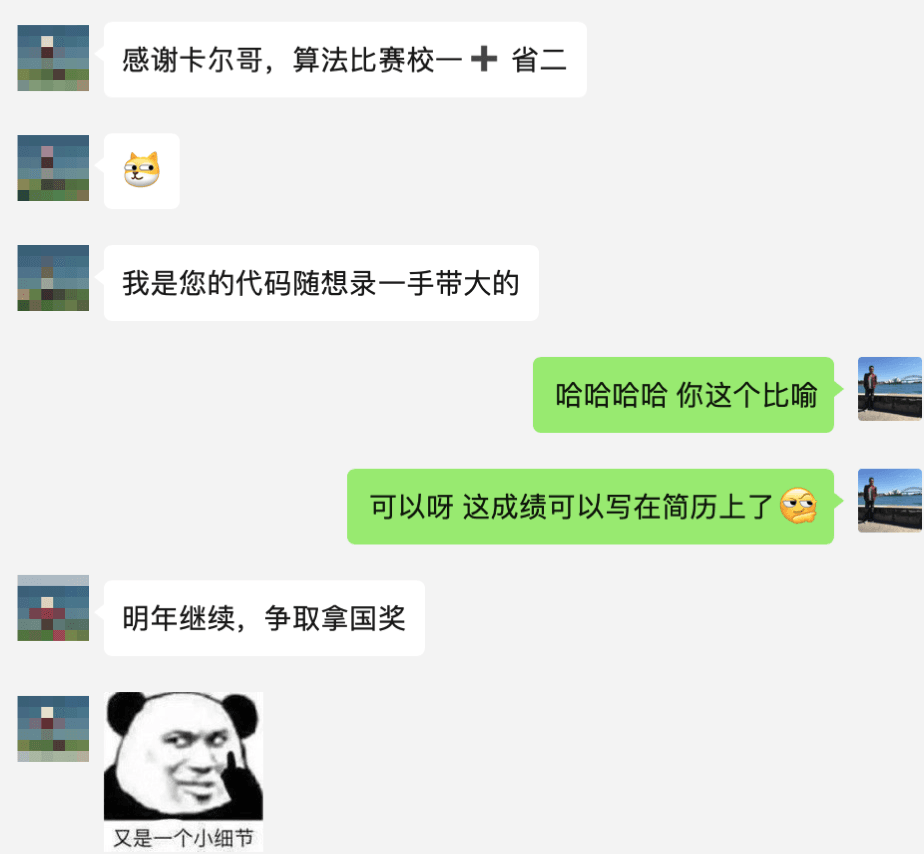 感谢卡尔哥，算法比赛校一➕ 省二
我是您的代码随想录一手带大的
哈哈哈哈 你这个比喻
可以呀 这成绩可以写在简历上了
明年继续，争取拿国奖
又是一个小细节